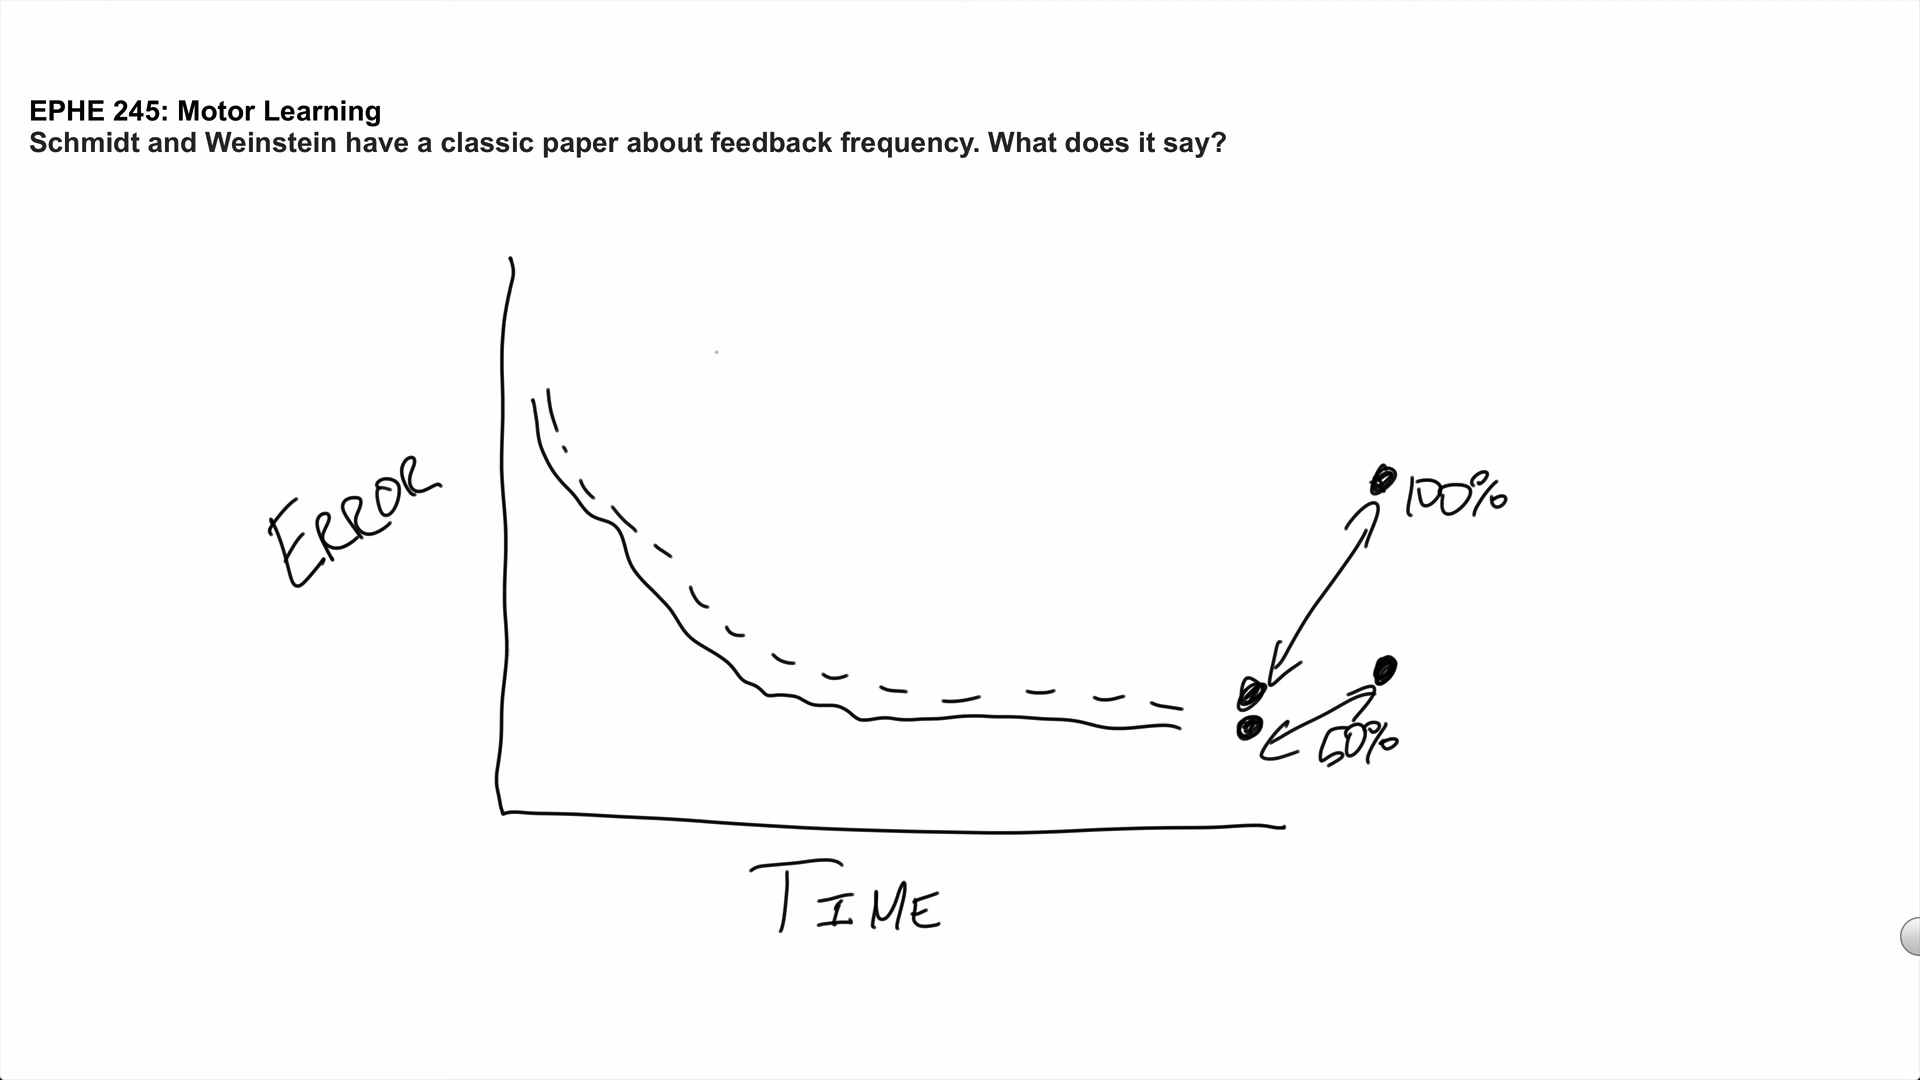 EPHE 245: Motor Learning
Schmidt and Weinstein have a classic paper about feedback frequency. What does it say?
ERROR
100%
50%
TIME